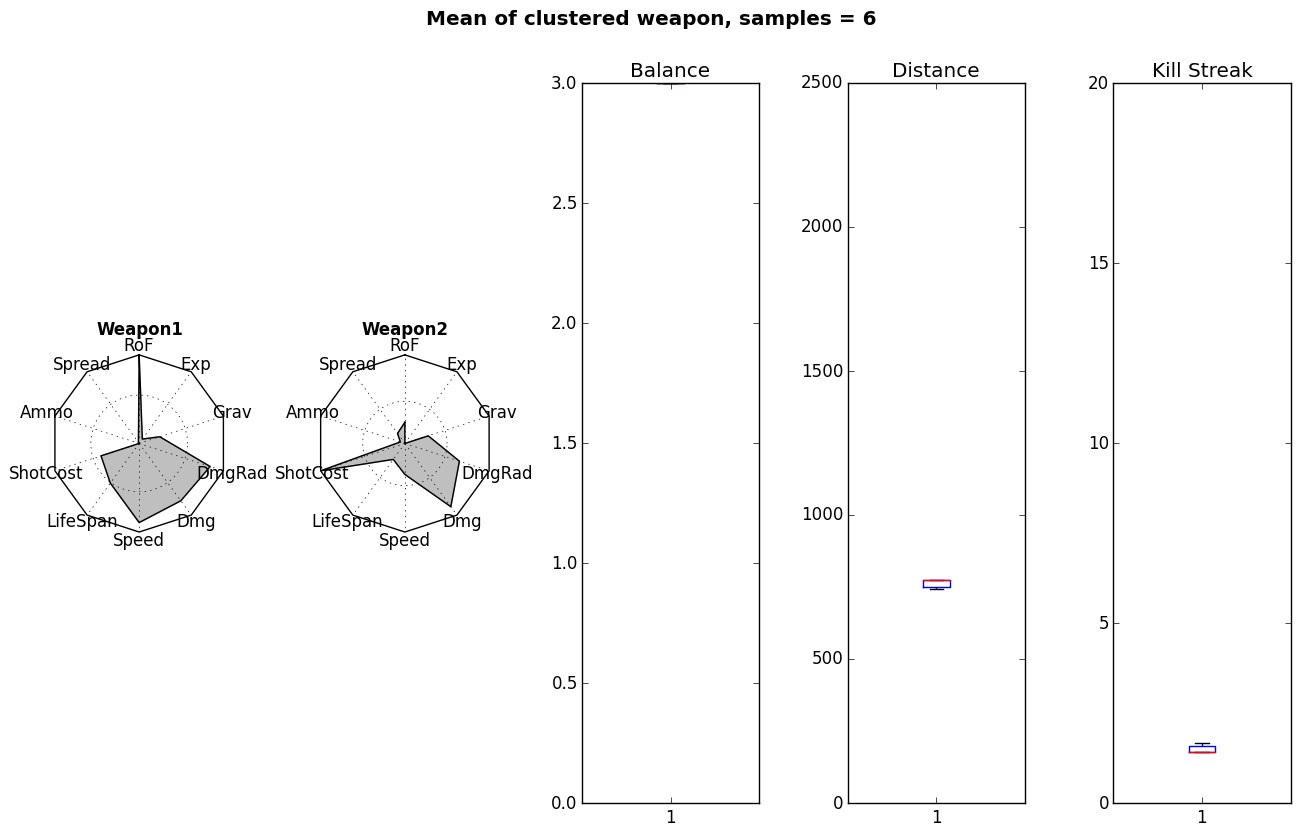 Mean of clustered weapon, samples = 6
Weapon1
RoF
Spread
Exp
Ammo
Grav
ShotCost
DmgRad
LifeSpan
Dmg
Speed
Weapon2
RoF
Spread
Exp
Ammo
Grav
ShotCost
DmgRad
LifeSpan
Dmg
Speed
Balance
3.0
2.5
2.0
1.5
1.0
0.5
0.0
1
Distance
2500
2000
1500
1000
500
0
1
Kill Streak
20
15
10
5
0
1